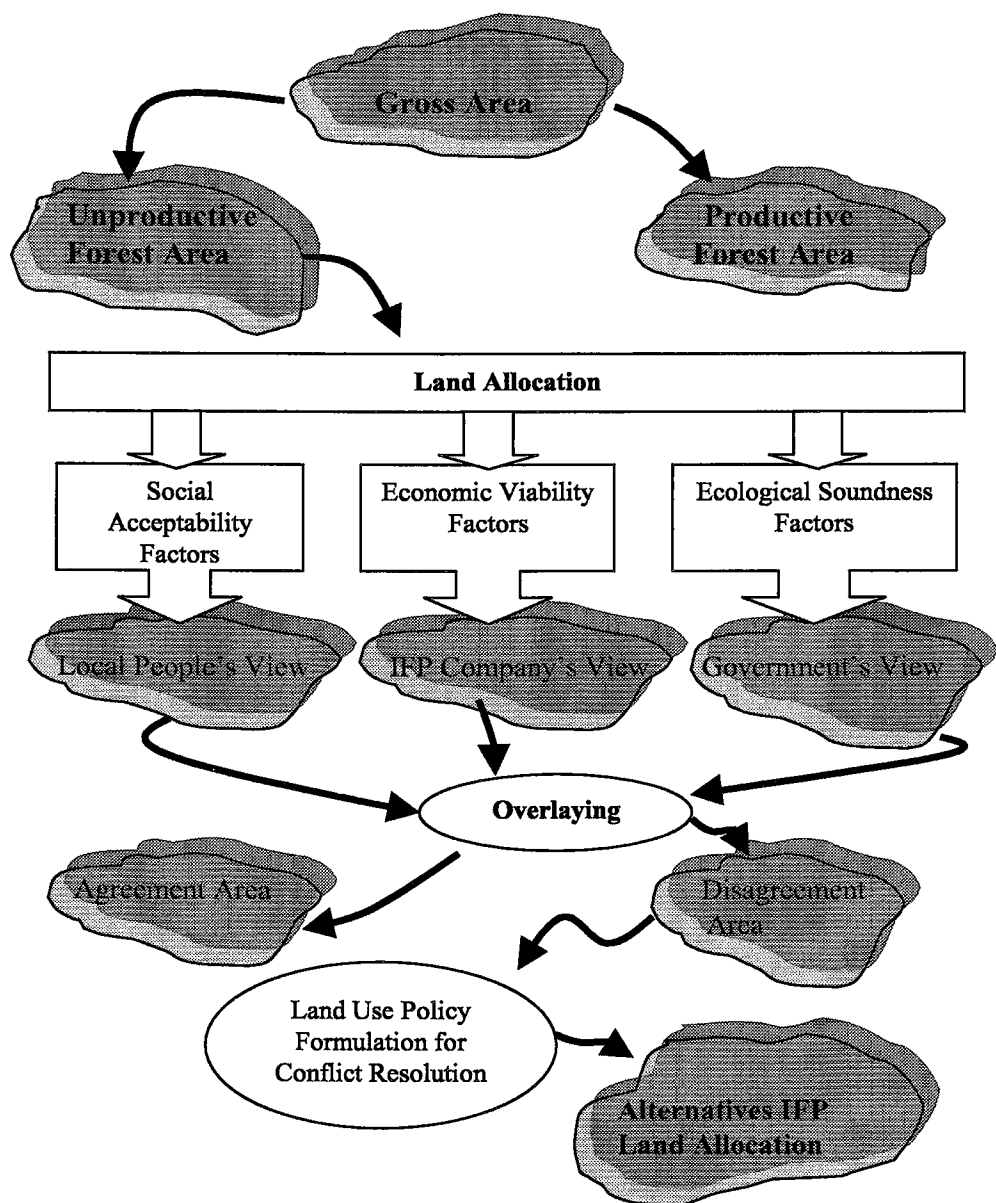 Gross Area
Unproductive
Forest Area
Productive
Forest Area
Land Allocation
Social
Acceptability
Factors
Economic Viability
Factors
Ecological Soundness
Factors
Local People's View
IFP Company's View
Government's View
Overlaying
Agreement Area
Disagreement
Area
Land Use Policy
Formulation for
Conflict Resolution
Alternatives IFP
Land Allocation